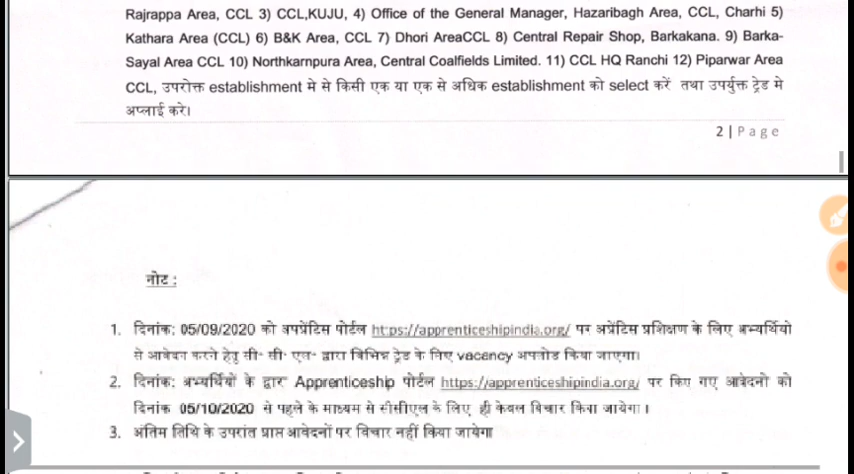 Rajrappa Area, CCL 3) CCL,KUJU, 4) Office of the General Manager, Hazaribagh Area, CCL, Charhi 5)
Kathara Area (CCL) 6) B&K Area, CCL 7) Dhori AreaCCL 8) Central Repair Shop, Barkakana. 9) Barka-
Sayal Area CCL 10) Northkarnpura Area, Central Coalfields Limited. 11) CCL HQ Ranchi 12) Piparwar Area
CCL, उपरोक्त establishment मे से किसी एक या एक से अधिक establishment को select करें तथा उपर्युक्त ट्रेड मे
अप्लाई करे।
2 | P a g e
नोट :
1. दिनांक: 05/09/2020 को अपप्रेंटिस पोर्टल https://apprenticeshipindia.org/ पर अप्रेंटिस प्रशिक्षण के लिए अभ्यर्थियो
से आवेदन करने हेतु सी॰ सी॰ एल॰ द्वारा विभिन्न ट्रेड के लिए vacancy अपलोड किया जाएगा।
2. दिनांक: अभ्यर्थियों के द्वारा Apprenticeship पोर्टल https://apprenticeshipindia.org/ पर किए गए आवेदनो को
दिनांक 05/10/2020 से पहले के माध्यम से सीसीएल के लिए ही केवल विचार किया जायेगा ।
3. अंतिम तिथि के उपरांत प्राप्त आवेदनों पर विचार नहीं किया जायेगा